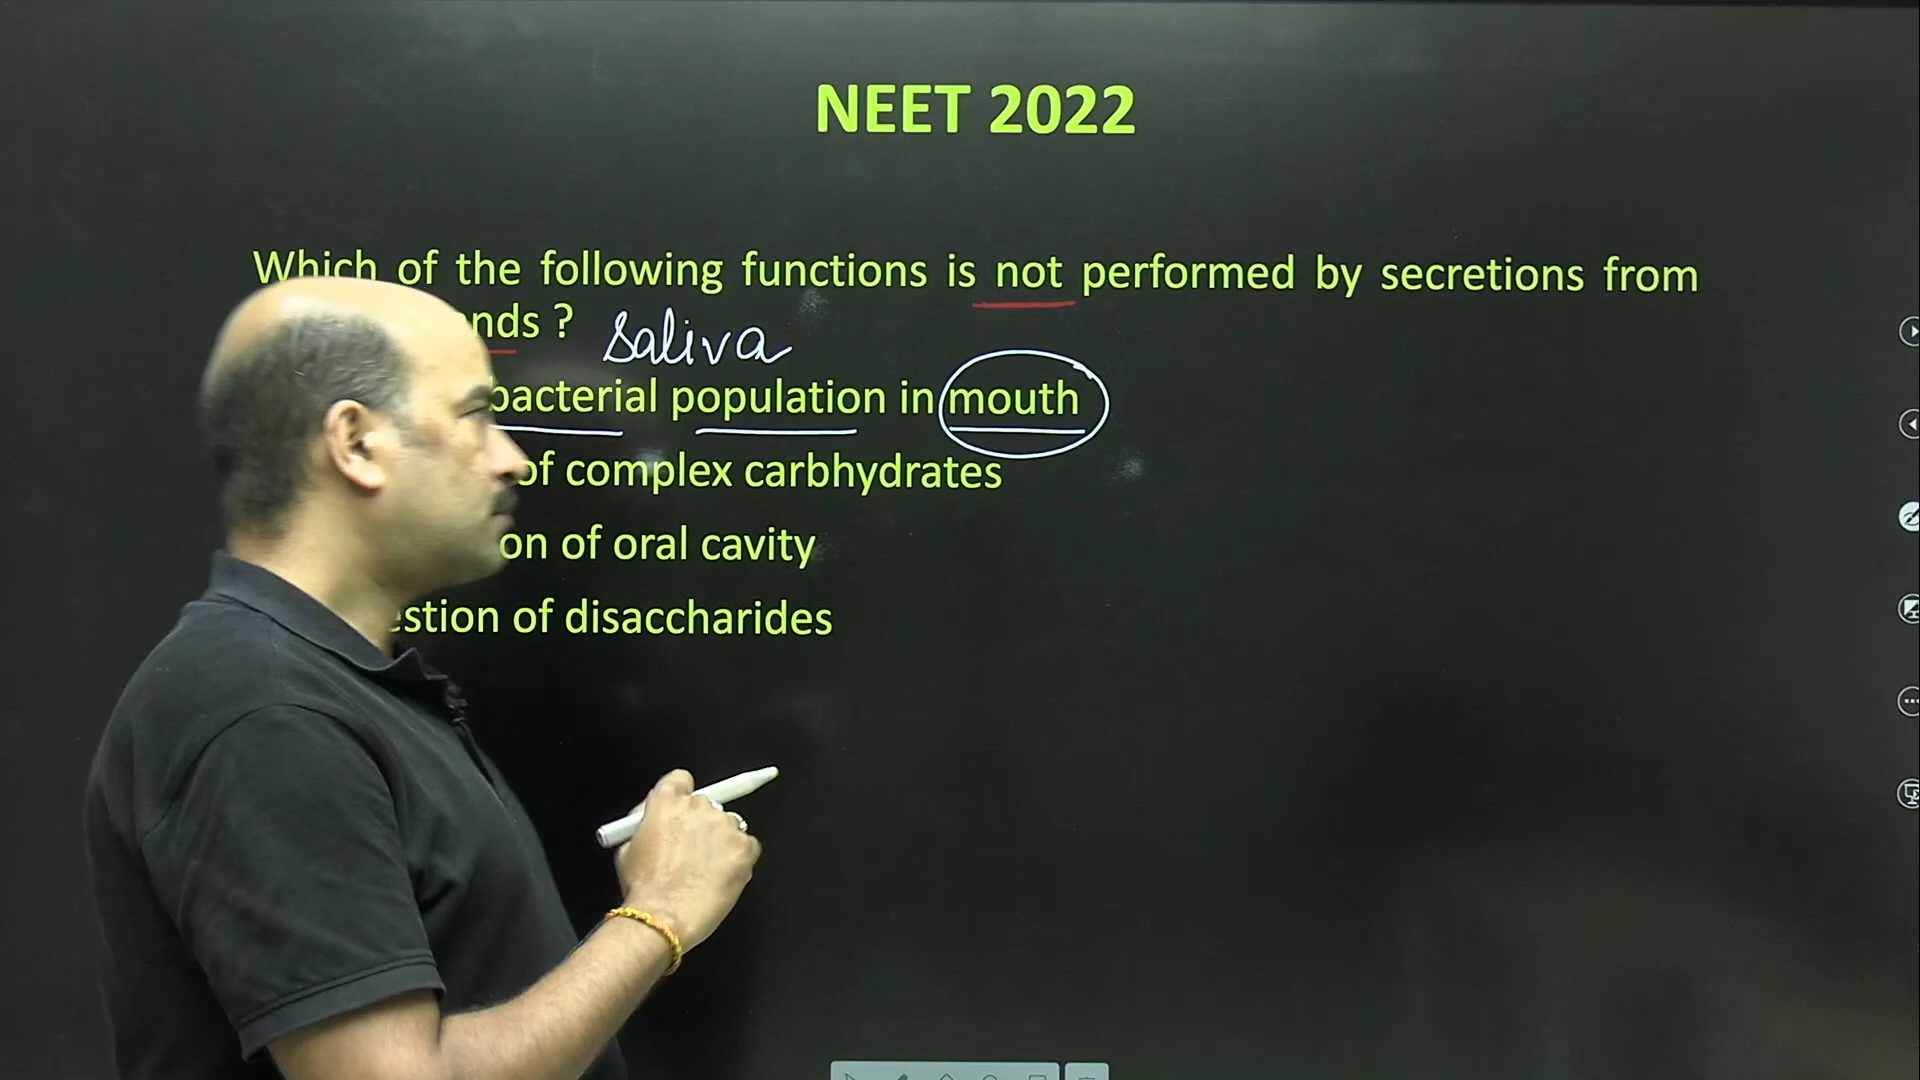 NEET 2022
Which of the following functions is not performed by secretions from
nds ? saliva
bacterial population in mouth
of complex carbhydrates
on of oral cavity
estion of disaccharides